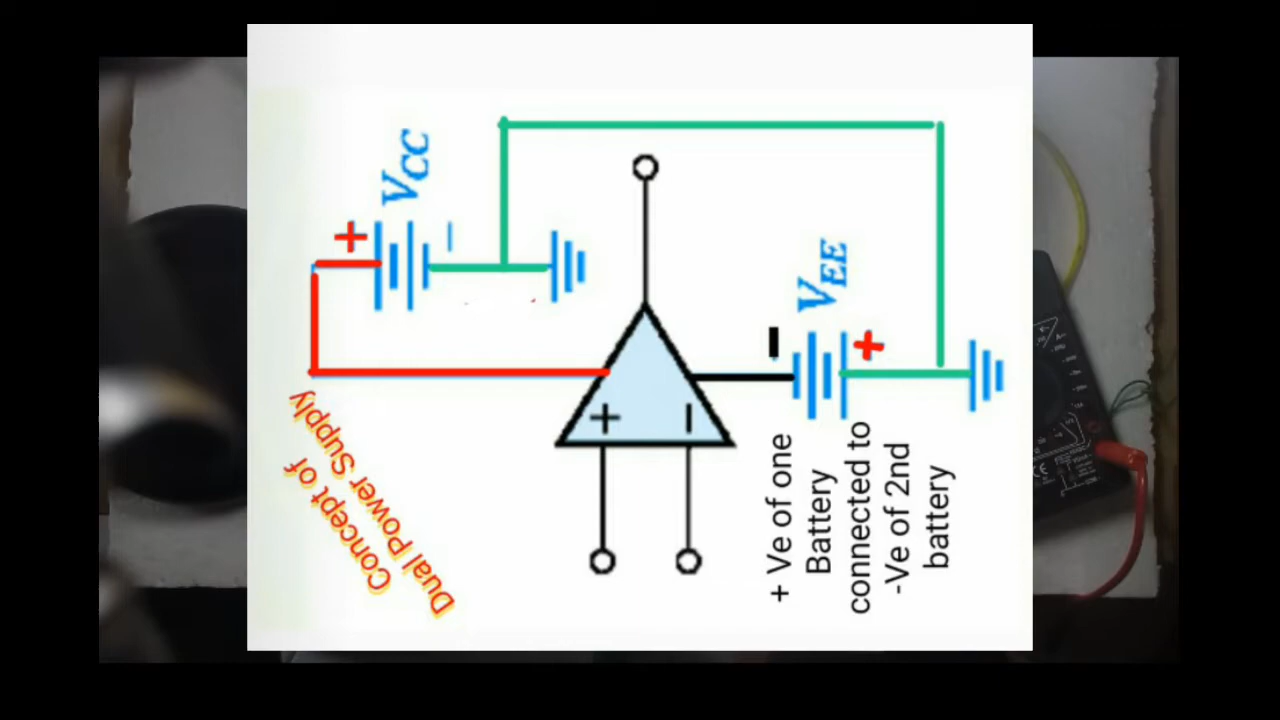 Concept of
Dual Power Supply
+
VCC
-
+
-
-
VEE
+
+ Ve of one
Battery
connected to
-Ve of 2nd
battery